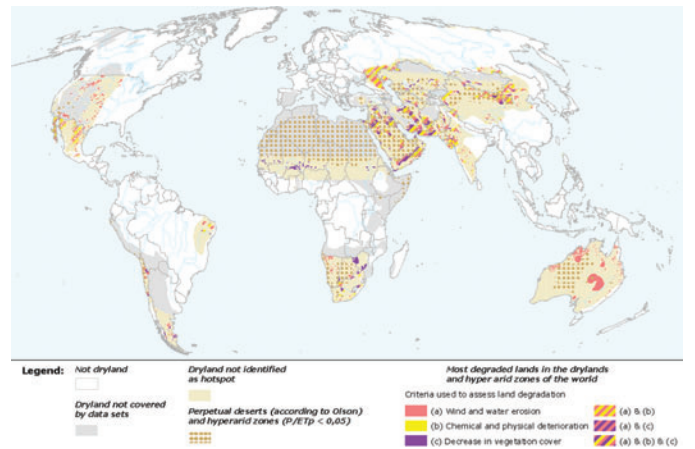 Legend:
Not dryland
Dryland not covered
by data sets
Dryland not identified
as hotspot
Perpetual deserts (according to Olson)
and hyperarid zones (P/ETp < 0,05)
Most degraded lands in the drylands
and hyper arid zones of the world
Criteria used to assess land degradation
(a) Wind and water erosion
(b) Chemical and physical deterioration
(c) Decrease in vegetation cover
(a) & (b)
(a) & (c)
(a) & (b) & (c)